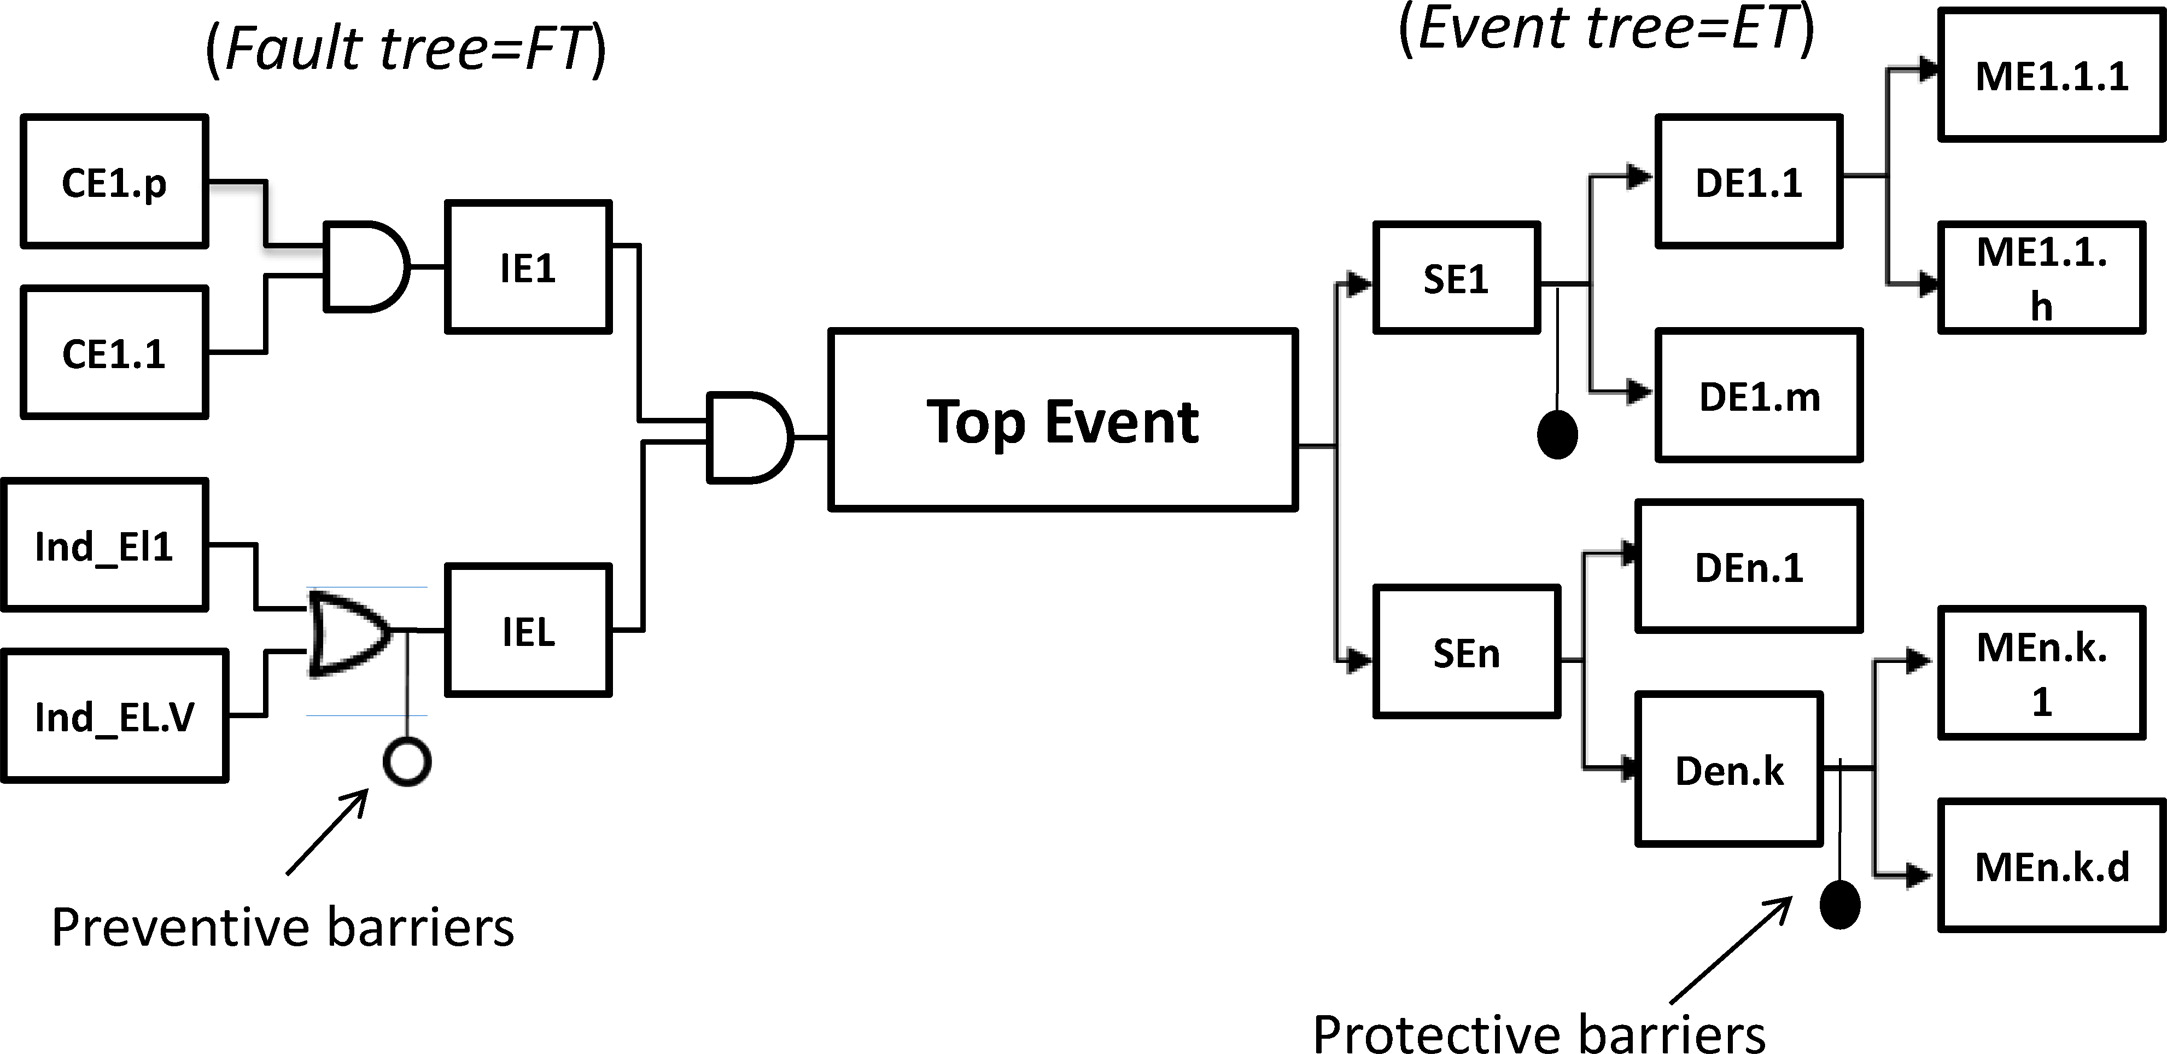 (Fault tree=FT)
(Event tree=ET)
CE1.p
CE1.1
IE1
Ind_El1
Ind_EL.V
IEL
Preventive barriers
Top Event
SE1
SEn
DE1.1
DE1.m
DEn.1
Den.k
ME1.1.1
ME1.1.
h
MEn.k.
1
MEn.k.d
Protective barriers